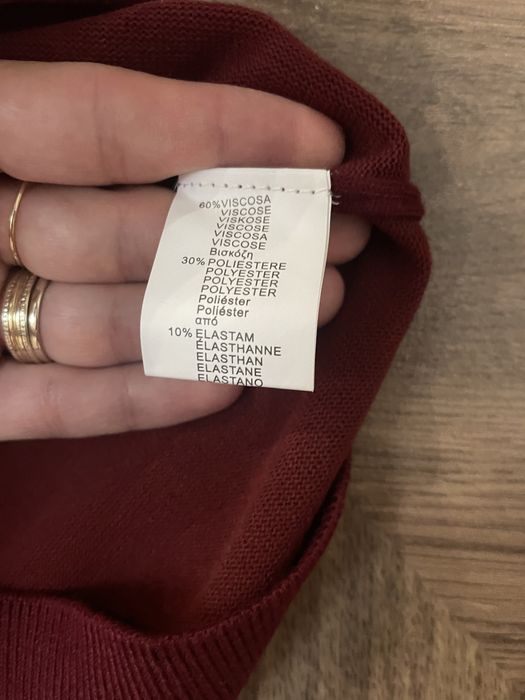 60% VISCOSA
VISCOSE
VISKOSE
VISCOSA
VISCOSE
Βισκόζη
30% POLIESTERE
POLYESTER
POLYESTER
POLYESTER
Poliéster
Poliéster
από
10% ELASTAM
ÉLASTHANNE
ELASTHAN
ELASTANE
ELASTANO